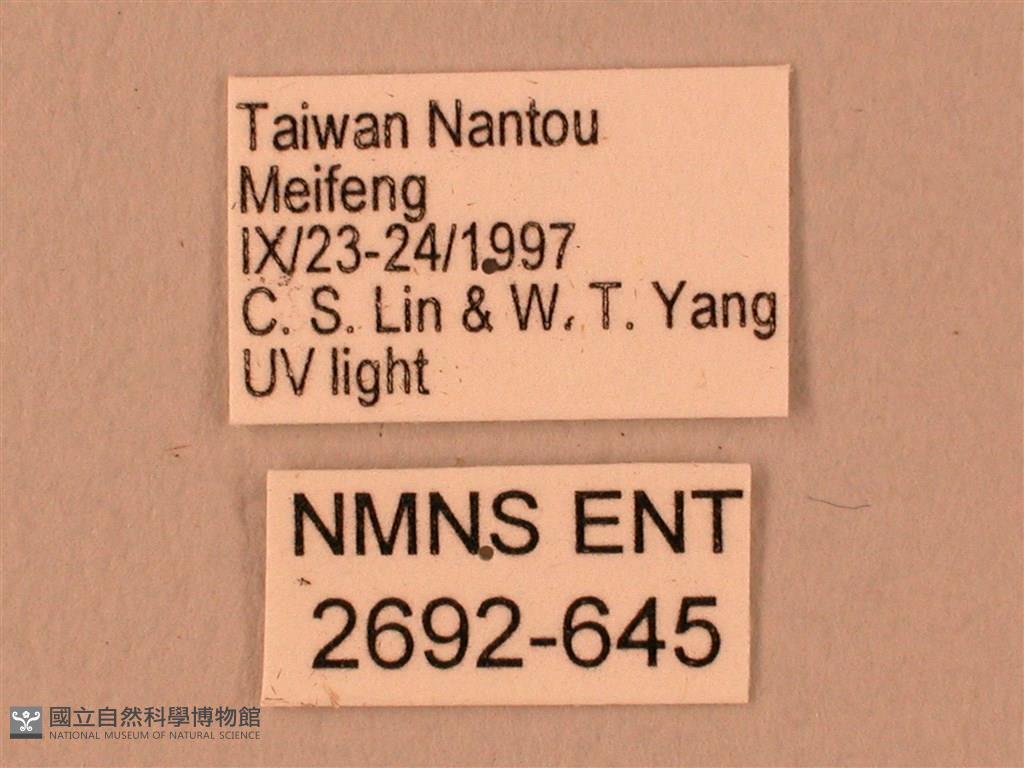 Taiwan Nantou
Meifeng
IX/23-24/1997
C. S. Lin & W. T. Yang
UV light
NMNS ENT
2692-645
國立自然科學博物館
NATIONAL MUSEUM OF NATURAL SCIENCE